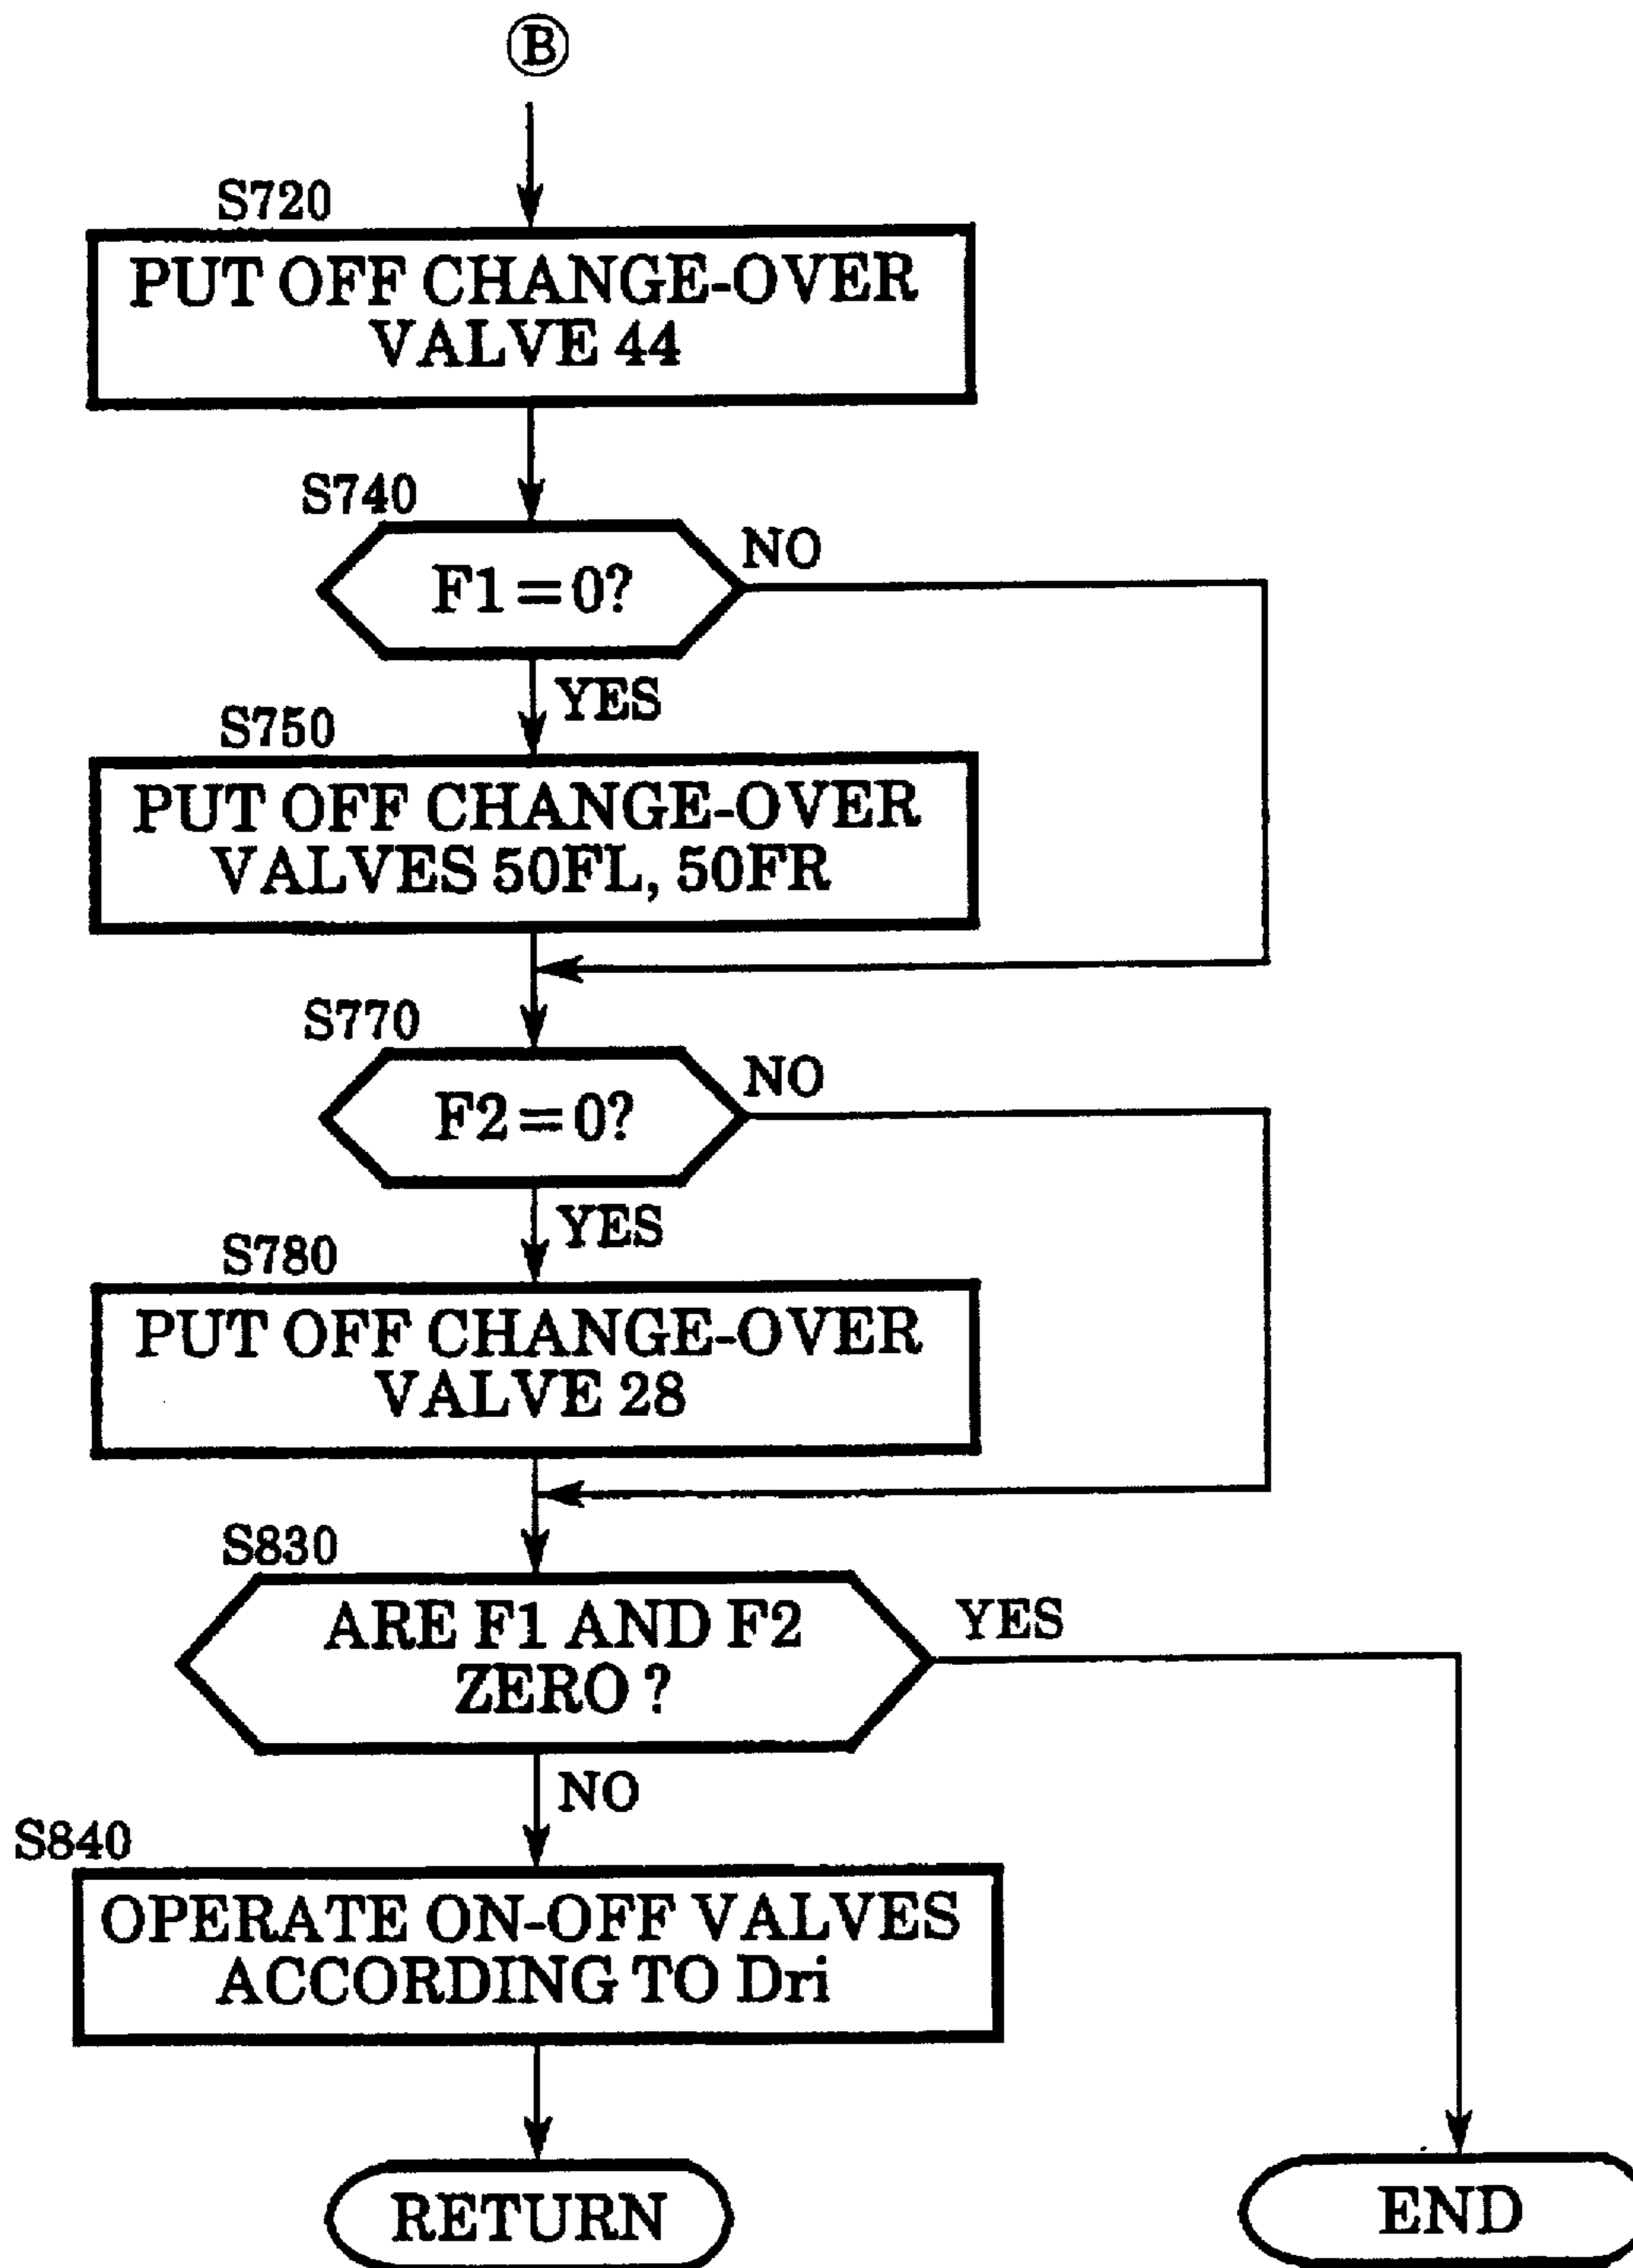 B
S720
PUT OFF CHANGE-OVER
VALVE 44
S740
F1=0?
NO
YES
S750
PUT OFF CHANGE-OVER
VALVES 50FL, 50FR
S770
F2=0?
NO
YES
S780
PUT OFF CHANGE-OVER
VALVE 28
S830
ARE F1 AND F2
ZERO ?
YES
NO
S840
OPERATE ON-OFF VALVES
ACCORDING TO Dri
RETURN
END